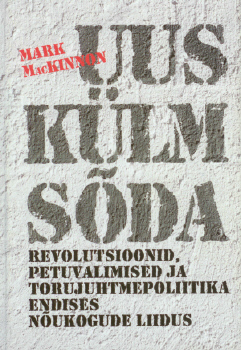 MARK
MACKINNON
UUS
KÜLM
SÕDA
REVOLUTSIOONID,
PETUVALIMISED JA
TORUJUHTMEPOLIITIKA
ENDISES
NÕUKOGUDE LIIDUS